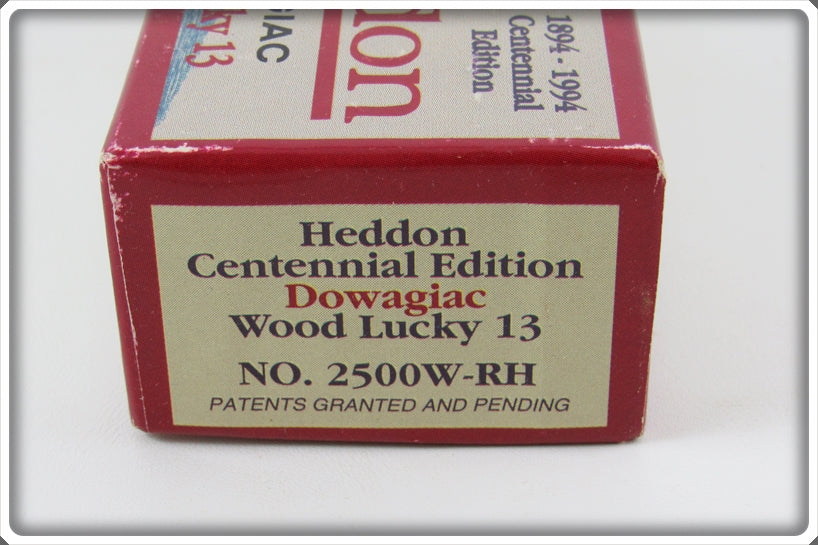 1894 - 1994
Centennial
Edition
Heddon
Centennial Edition
Dowagiac
Wood Lucky 13
NO. 2500W-RH
PATENTS GRANTED AND PENDING